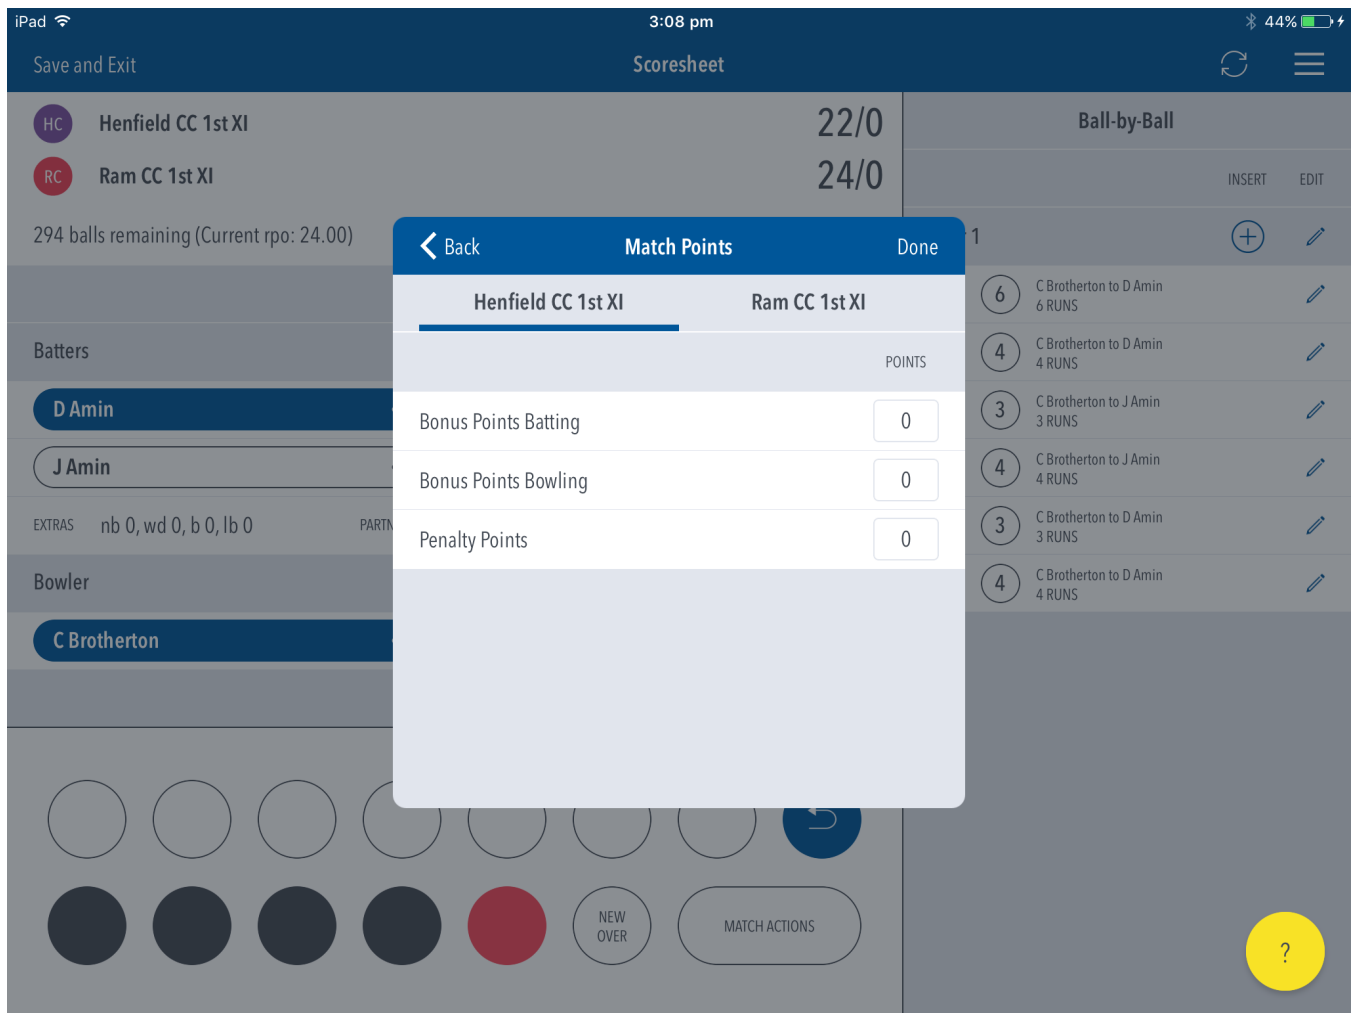 iPad 3:08 pm 44%
Save and Exit Scoresheet
HC Henfield CC 1st XI 22/0
RC Ram CC 1st XI 24/0
294 balls remaining (Current rpo: 24.00)
Batters
D Amin
J Amin
EXTRAS nb 0, wd 0, b 0, lb 0
Bowler
C Brotherton
Back Match Points Done
Henfield CC 1st XI Ram CC 1st XI
POINTS
Bonus Points Batting 0
Bonus Points Bowling 0
Penalty Points 0
Ball-by-Ball
INSERT EDIT
1
6 C Brotherton to D Amin
6 RUNS
4 C Brotherton to D Amin
4 RUNS
3 C Brotherton to J Amin
3 RUNS
4 C Brotherton to J Amin
4 RUNS
3 C Brotherton to D Amin
3 RUNS
4 C Brotherton to D Amin
4 RUNS
NEW
OVER
MATCH ACTIONS
?